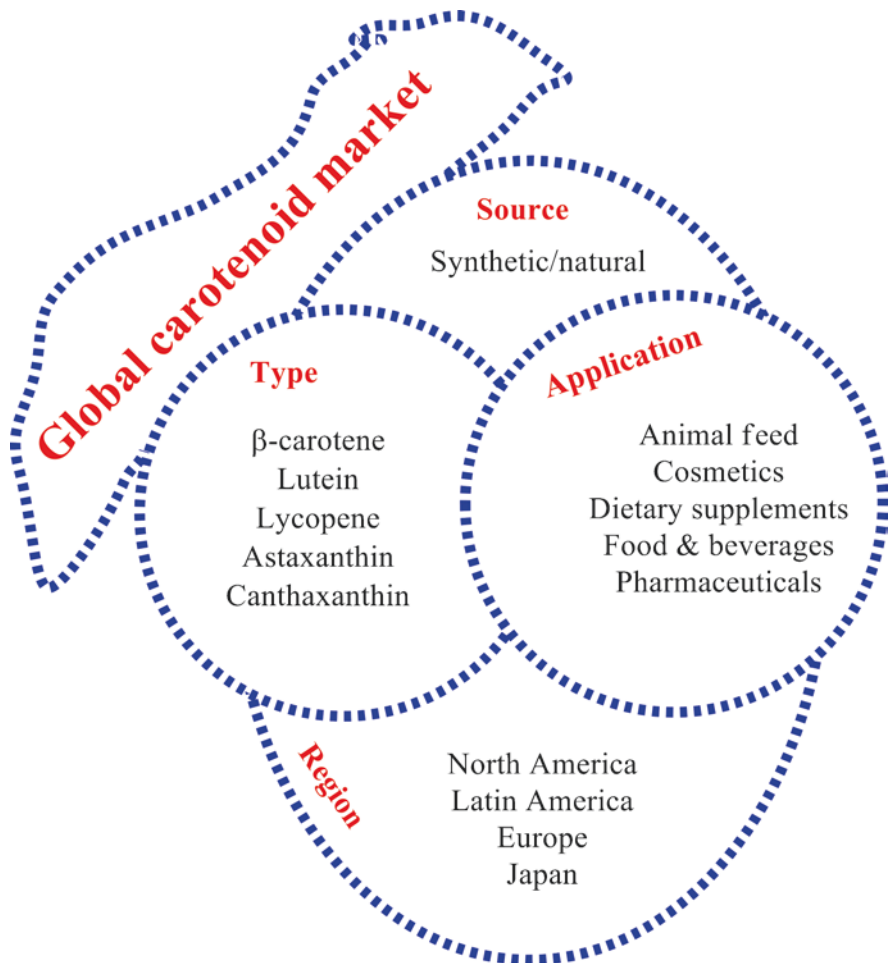 Global carotenoid market
Source
Synthetic/natural
Type
β-carotene
Lutein
Lycopene
Astaxanthin
Canthaxanthin
Application
Animal feed
Cosmetics
Dietary supplements
Food & beverages
Pharmaceuticals
Region
North America
Latin America
Europe
Japan